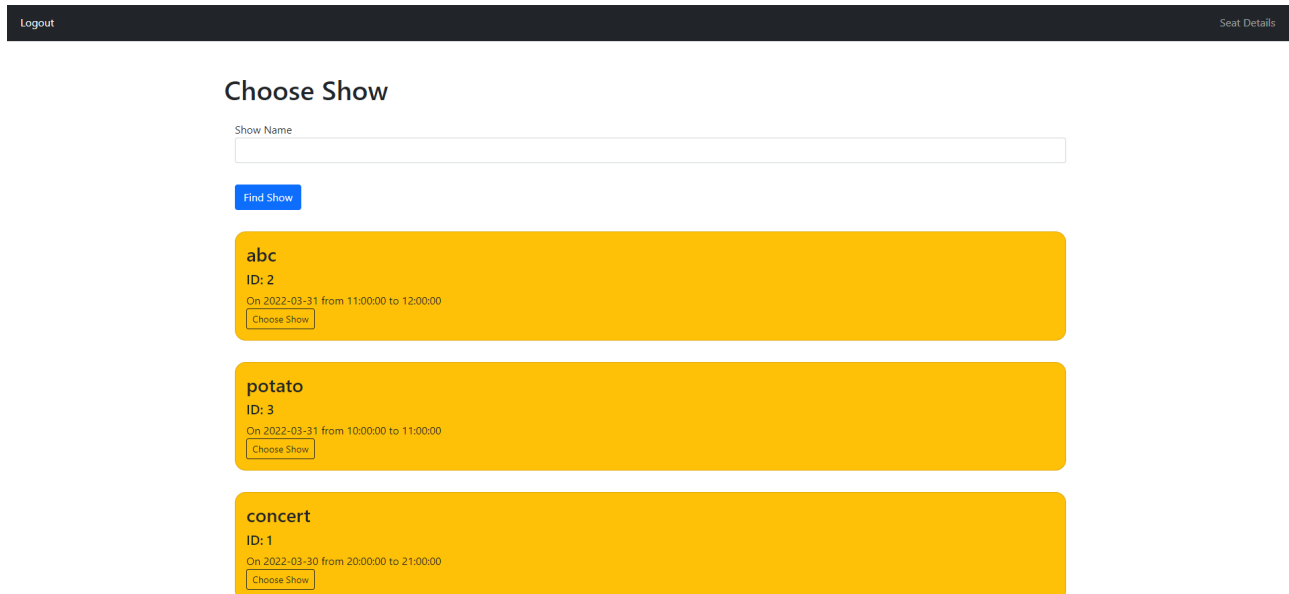 Logout
Seat Details
Choose Show
Show Name
Find Show
abc
ID: 2
On 2022-03-31 from 11:00:00 to 12:00:00
Choose Show
potato
ID: 3
On 2022-03-31 from 10:00:00 to 11:00:00
Choose Show
concert
ID: 1
On 2022-03-30 from 20:00:00 to 21:00:00
Choose Show